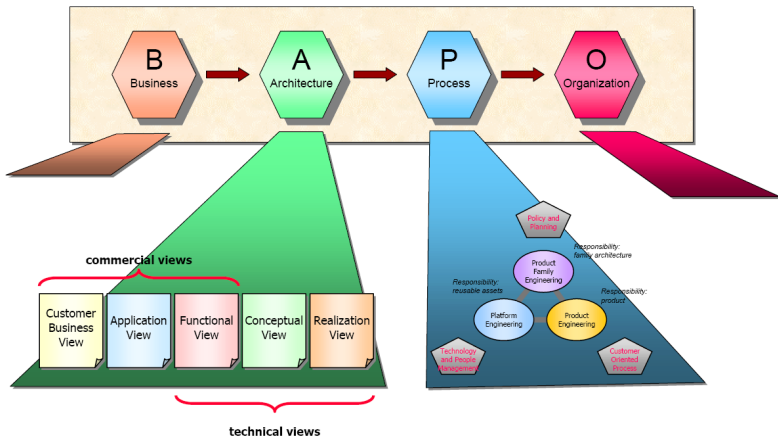 B
Business
A
Architecture
P
Process
O
Organization
commercial views
Customer
Business
View
Application
View
Functional
View
Conceptual
View
Realization
View
technical views
Policy and
Planning
Responsibility:
family architecture
Product
Family
Engineering
Responsibility:
reusable assets
Responsibility:
product
Platform
Engineering
Product
Engineering
Technology
and People
Management
Customer
Oriented
Process